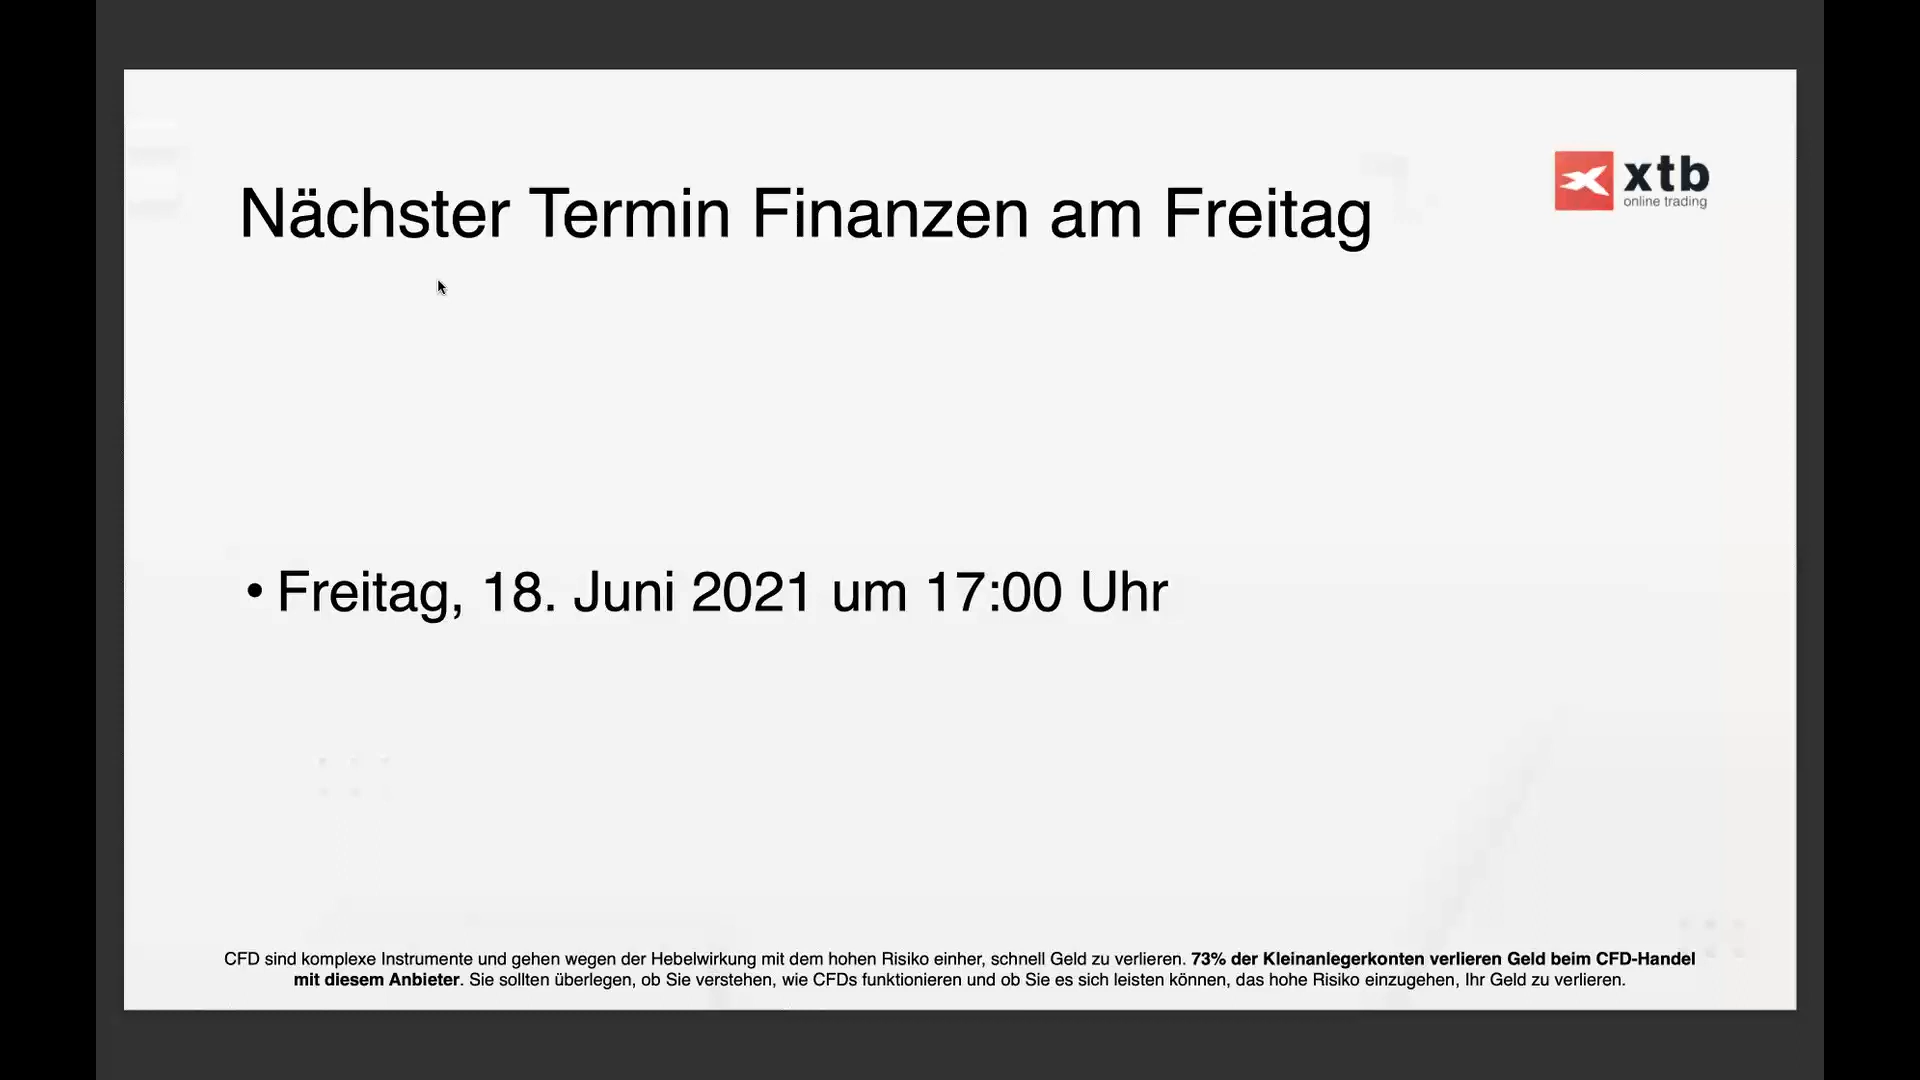 xtb
online trading
Nächster Termin Finanzen am Freitag
• Freitag, 18. Juni 2021 um 17:00 Uhr
CFD sind komplexe Instrumente und gehen wegen der Hebelwirkung mit dem hohen Risiko einher, schnell Geld zu verlieren. 73% der Kleinanlegerkonten verlieren Geld beim CFD-Handel
mit diesem Anbieter. Sie sollten überlegen, ob Sie verstehen, wie CFDs funktionieren und ob Sie es sich leisten können, das hohe Risiko einzugehen, Ihr Geld zu verlieren.